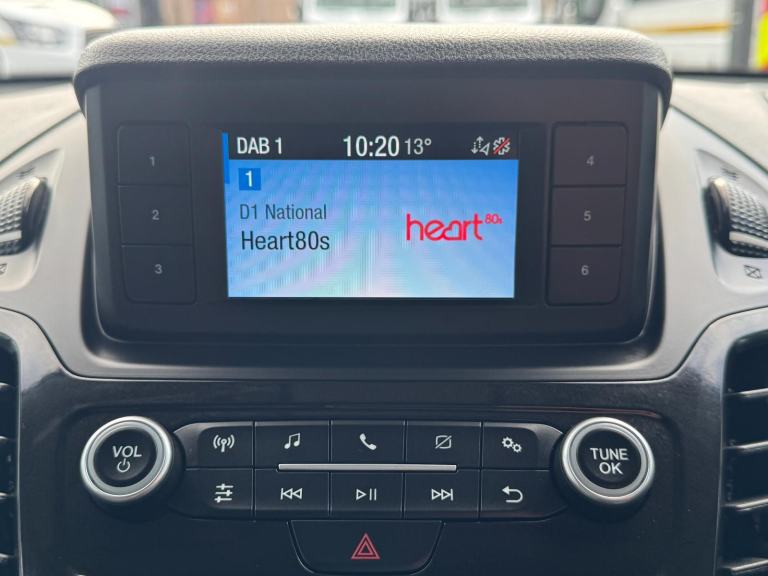 DAB 1 10:20 13°
1
D1 National
Heart80s
heart 80s
1
2
3
4
5
6
VOL
TUNE
OK